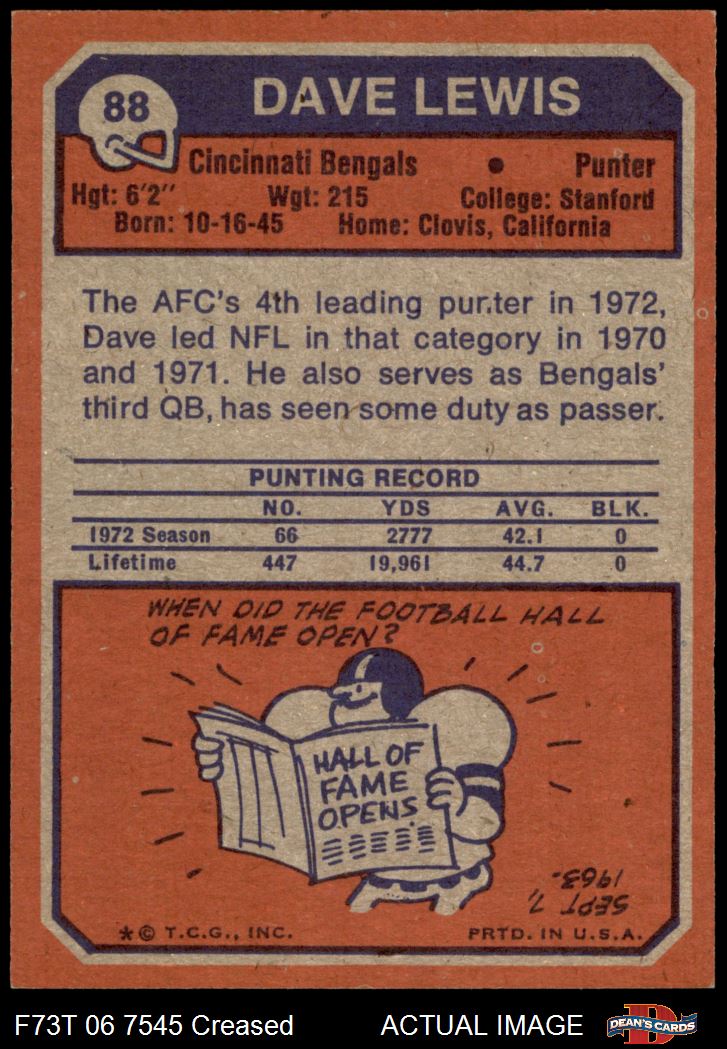 88
DAVE LEWIS
Cincinnati Bengals • Punter
Hgt: 6'2" Wgt: 215 College: Stanford
Born: 10-16-45 Home: Clovis, California
The AFC's 4th leading punter in 1972,
Dave led NFL in that category in 1970
and 1971. He also serves as Bengals'
third QB, has seen some duty as passer.
PUNTING RECORD
NO. YDS AVG. BLK.
1972 Season 66 2777 42.1 0
Lifetime 447 19,961 44.7 0
WHEN DID THE FOOTBALL HALL
OF FAME OPEN?
HALL OF
FAME
OPENS
SEPT 7,
1963.
*© T.C.G., INC. PRTD. IN U.S.A.
F73T 06 7545 Creased ACTUAL IMAGE
DEAN'S CARDS